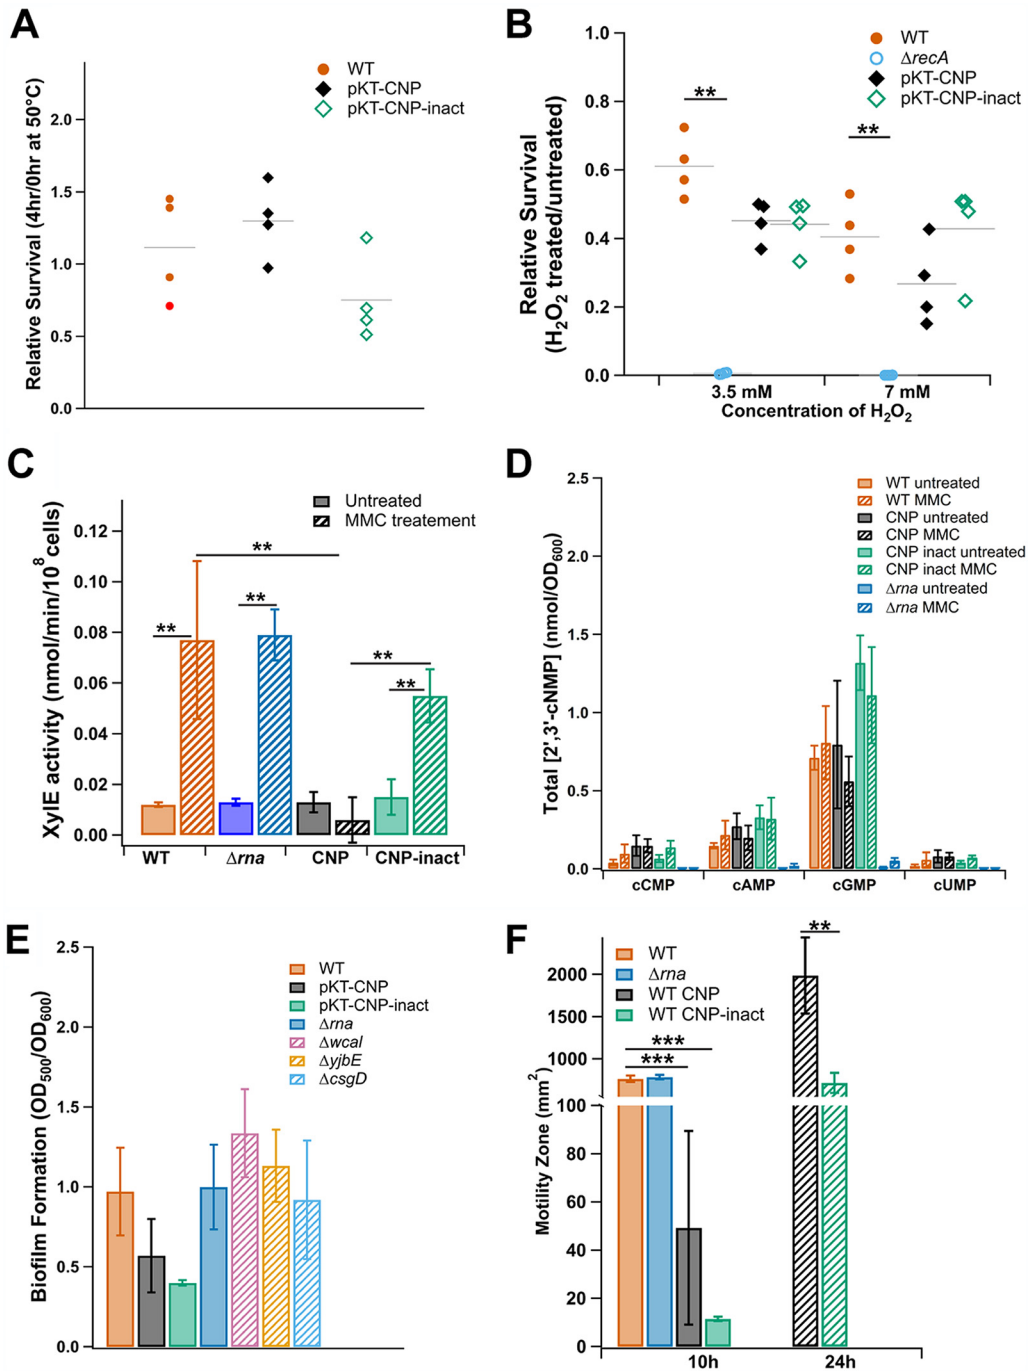 A
Relative Survival (4hr/0hr at 50°C)
2.0
1.5
1.0
0.5
0.0
WT
pKT-CNP
pKT-CNP-inact
B
Relative Survival
(H₂O₂ treated/untreated)
1.0
0.8
0.6
0.4
0.2
0.0
WT
ΔrecA
pKT-CNP
pKT-CNP-inact
**
**
3.5 mM
7 mM
Concentration of H₂O₂
C
XylE activity (nmol/min/10⁸cells)
0.12
0.10
0.08
0.06
0.04
0.02
0.00
Untreated
MMC treatement
**
**
**
**
**
WT
Δrna
CNP
CNP-inact
D
Total [2',3'-cNMP] (nmol/OD₆₀₀)
2.5
2.0
1.5
1.0
0.5
0.0
WT untreated
WT MMC
CNP untreated
CNP MMC
CNP inact untreated
CNP inact MMC
Δrna untreated
Δrna MMC
cCMP
cAMP
cGMP
cUMP
E
Biofilm Formation (OD₅₀₀/OD₆₀₀)
2.5
2.0
1.5
1.0
0.5
0.0
WT
pKT-CNP
pKT-CNP-inact
Δrna
Δwcal
ΔyjbE
ΔcsgD
F
Motility Zone (mm²)
2000
1500
1000
100
80
60
40
20
0
WT
Δrna
WT CNP
WT CNP-inact
***
***
**
10h
24h